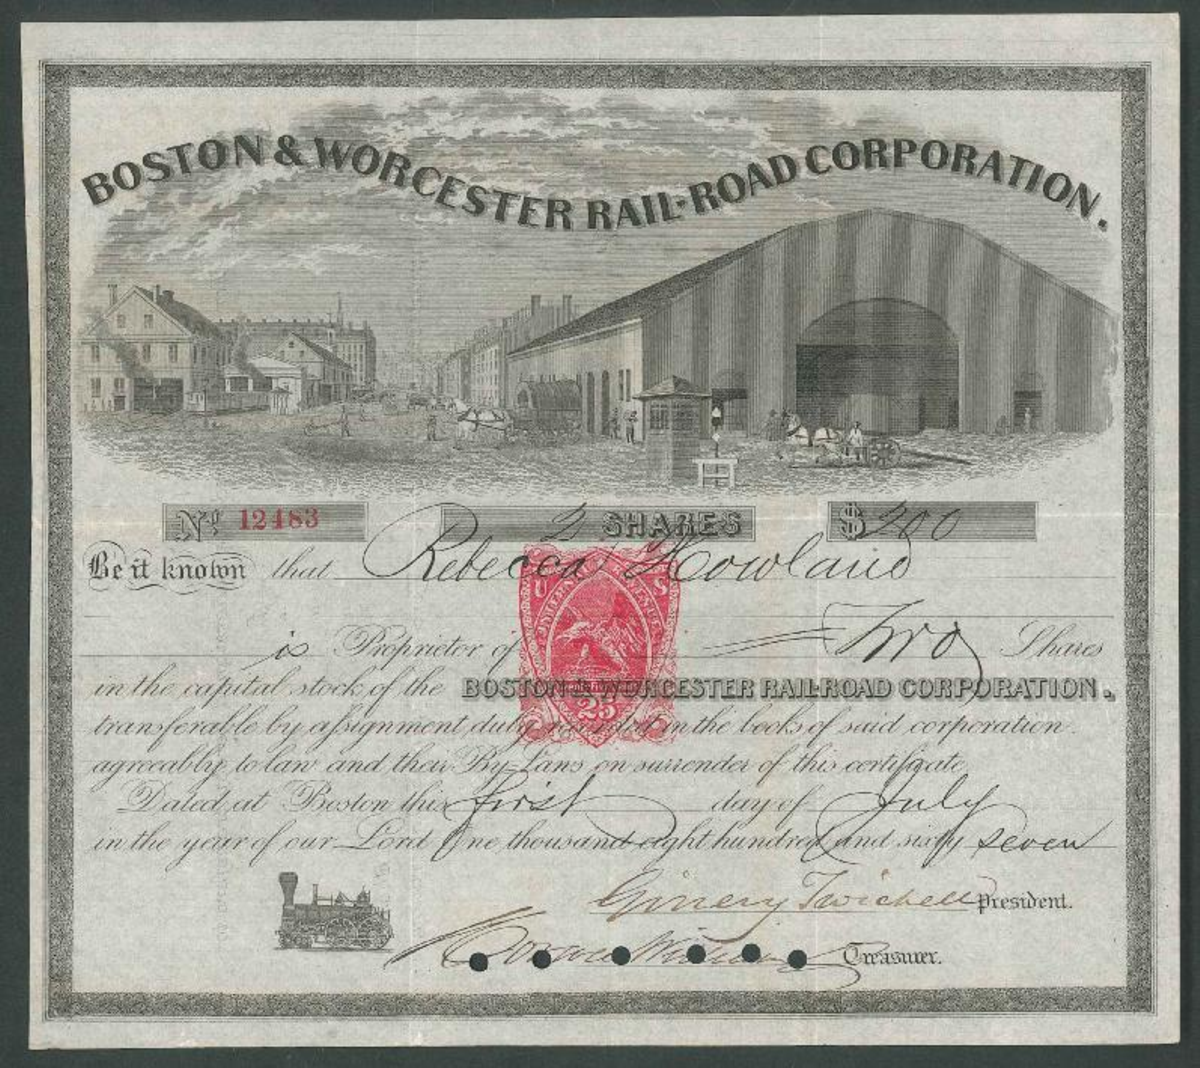 BOSTON & WORCESTER RAIL-ROAD CORPORATION.
No. 12483 2 SHARES $200
Be it known that Rebecca Howland
is Proprietor of Two Shares
in the capital stock of the BOSTON & WORCESTER RAIL-ROAD CORPORATION.
transferable by assignment duly recorded in the books of said corporation
agreeably to law and their By-Laws on surrender of this certificate
Dated at Boston this first day of July
in the year of our Lord One thousand eight hundred and sixty seven
Ginery Twichell President.
Treasurer.
U S
INTERNAL REVENUE
25